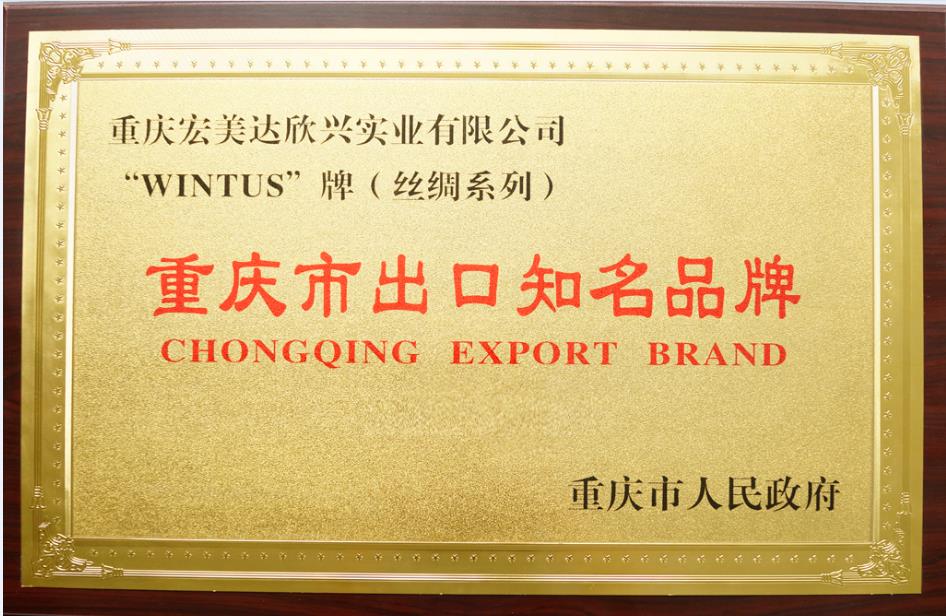 重庆宏美达欣兴实业有限公司
“WINTUS”牌（丝绸系列）
重庆市出口知名品牌
CHONGQING EXPORT BRAND
重庆市人民政府